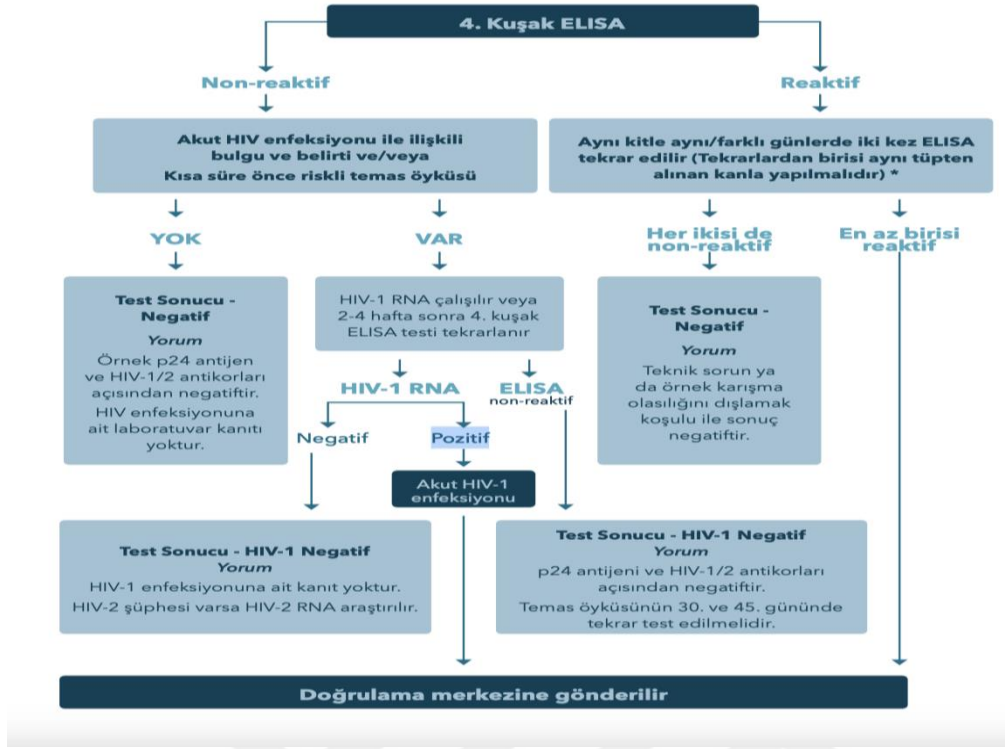 4. Kuşak ELISA
Non-reaktif
Reaktif
Akut HIV enfeksiyonu ile ilişkili
bulgu ve belirti ve/veya
Kısa süre önce riskli temas öyküsü
Aynı kitle aynı/farklı günlerde iki kez ELISA
tekrar edilir (Tekrarlardan birisi aynı tüpten
alınan kanla yapılmalıdır) *
YOK
VAR
Her ikisi de
non-reaktif
En az birisi
reaktif
Test Sonucu -
Negatif
Yorum
Örnek p24 antijen
ve HIV-1/2 antikorları
açısından negatiftir.
HIV enfeksiyonuna
ait laboratuvar kanıtı
yoktur.
HIV-1 RNA çalışılır veya
2-4 hafta sonra 4. kuşak
ELISA testi tekrarlanır
Test Sonucu -
Negatif
Yorum
Teknik sorun ya
da örnek karışma
olasılığını dışlamak
koşulu ile sonuç
negatiftir.
HIV-1 RNA
ELISA
non-reaktif
Negatif
Pozitif
Akut HIV-1
enfeksiyonu
Test Sonucu - HIV-1 Negatif
Yorum
HIV-1 enfeksiyonuna ait kanıt yoktur.
HIV-2 şüphesi varsa HIV-2 RNA araştırılır.
Test Sonucu - HIV-1 Negatif
Yorum
p24 antijeni ve HIV-1/2 antikorları
açısından negatiftir.
Temas öyküsünün 30. ve 45. gününde
tekrar test edilmelidir.
Doğrulama merkezine gönderilir